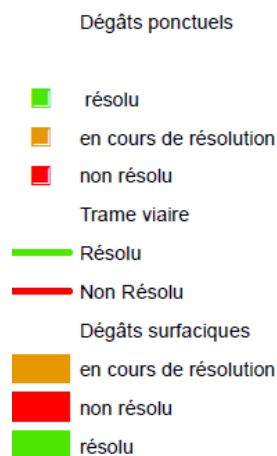 Dégâts ponctuels
résolu
en cours de résolution
non résolu
Trame viaire
Résolu
Non Résolu
Dégâts surfaciques
en cours de résolution
non résolu
résolu